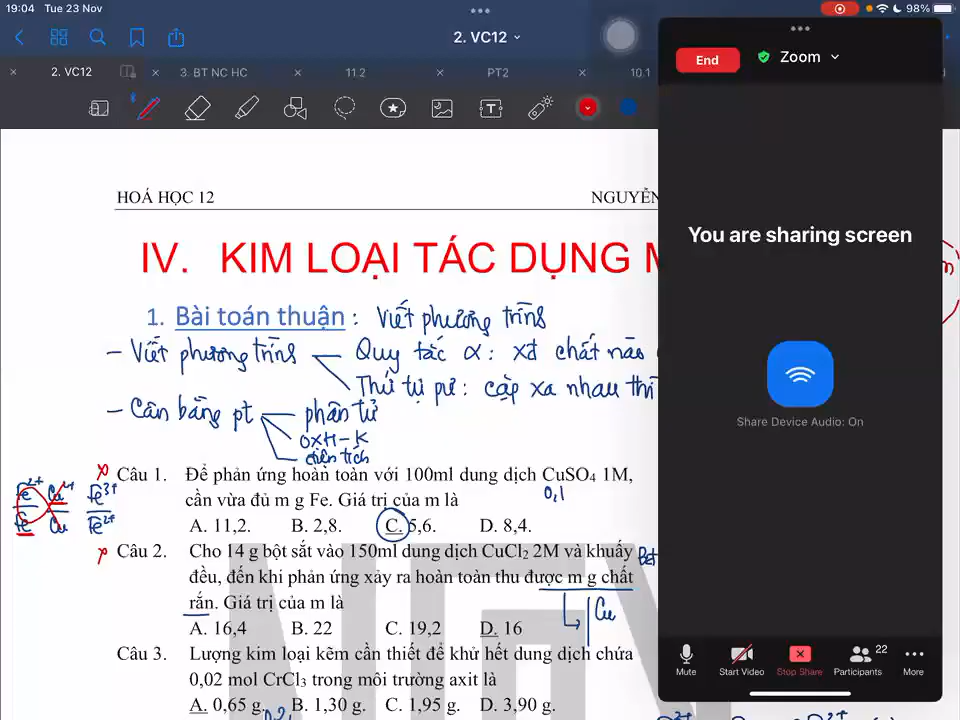 19:04 Tue 23 Nov
98%
2. VC12
2. VC12
3. BT NC HC
11.2
PT2
10.1
End
Zoom
HOÁ HỌC 12
NGUYỄN
You are sharing screen
IV. KIM LOẠI TÁC DỤNG M
1. Bài toán thuận : Viết phương trình
- Viết phương trình
Quy tắc α : xđ chất nào
Thứ tự pư : cặp xa nhau thì
- Cân bằng pt
phân tử
OXH-K
điện tích
Share Device Audio: On
Câu 1. Để phản ứng hoàn toàn với 100ml dung dịch CuSO4 1M,
0,1
cần vừa đủ m g Fe. Giá trị của m là
A. 11,2. B. 2,8. C. 5,6. D. 8,4.
Fe2+ Cu2+ Fe3+
Fe Cu Fe2+
Câu 2. Cho 14 g bột sắt vào 150ml dung dịch CuCl2 2M và khuấy
đều, đến khi phản ứng xảy ra hoàn toàn thu được m g chất
rắn. Giá trị của m là
Cu
A. 16,4 B. 22 C. 19,2 D. 16
Câu 3. Lượng kim loại kẽm cần thiết để khử hết dung dịch chứa
0,02 mol CrCl3 trong môi trường axit là
A. 0,65 g. B. 1,30 g. C. 1,95 g. D. 3,90 g.
22
Mute
Start Video
Stop Share
Participants
More